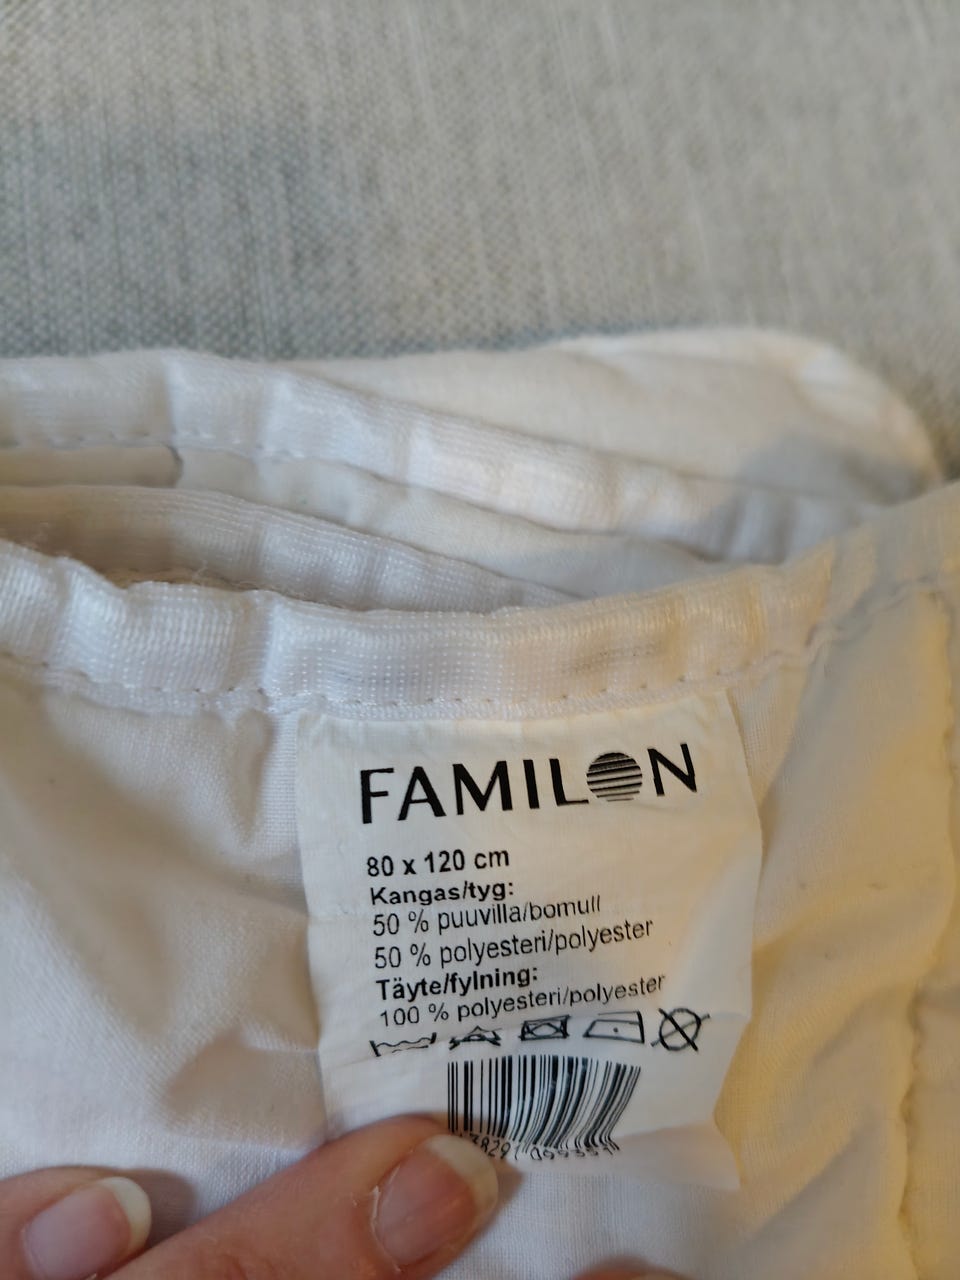 FAMILON
80 x 120 cm
Kangas/tyg:
50 % puuvilla/bomull
50 % polyesteri/polyester
Täyte/fylning:
100 % polyesteri/polyester